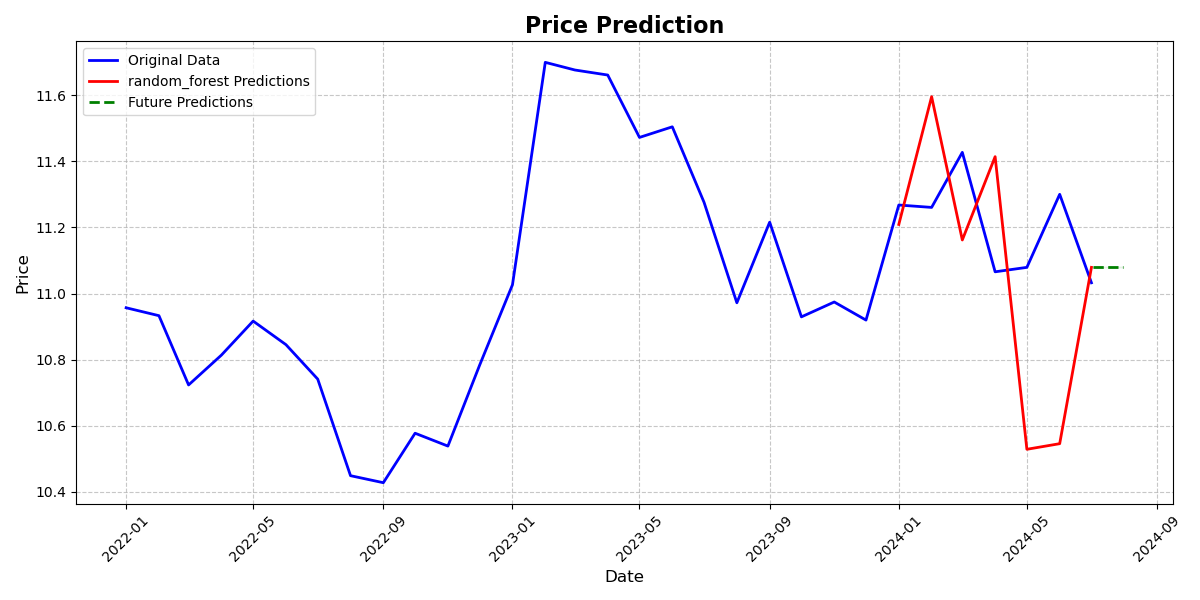 Price Prediction
Original Data
random_forest Predictions
Future Predictions
Price
11.6
11.4
11.2
11.0
10.8
10.6
10.4
2022-01
2022-05
2022-09
2023-01
2023-05
2023-09
2024-01
2024-05
2024-09
Date